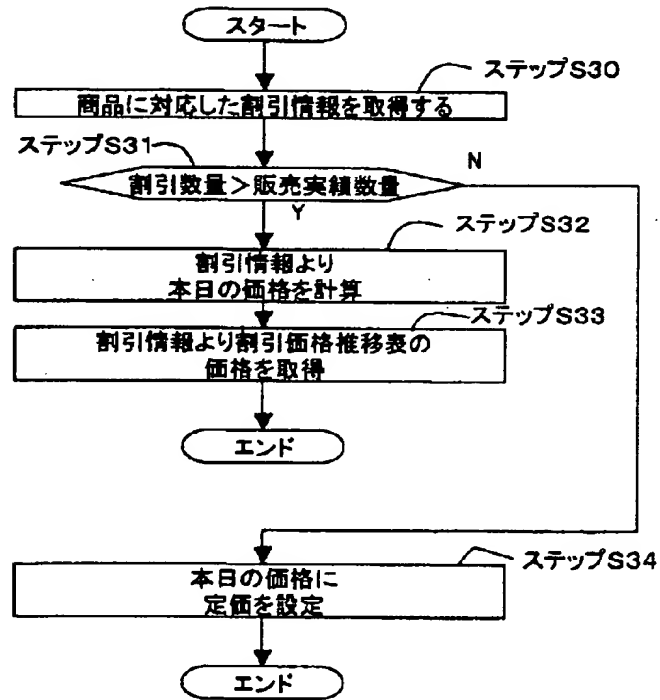 スタート
ステップS30
商品に対応した割引情報を取得する
ステップS31
割引数量>販売実績数量
N
Y
ステップS32
割引情報より
本日の価格を計算
ステップS33
割引情報より割引価格推移表の
価格を取得
エンド
ステップS34
本日の価格に
定価を設定
エンド